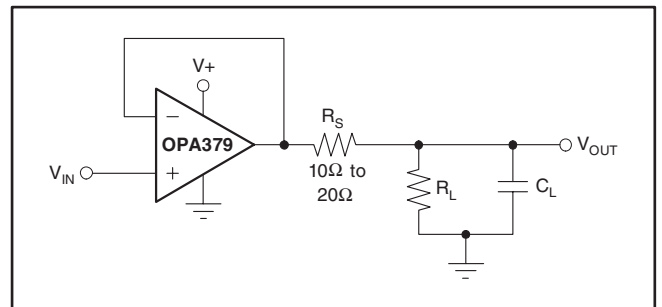 V+
−
OPA379
+
V_IN
R_S
10Ω to
20Ω
R_L
C_L
V_OUT